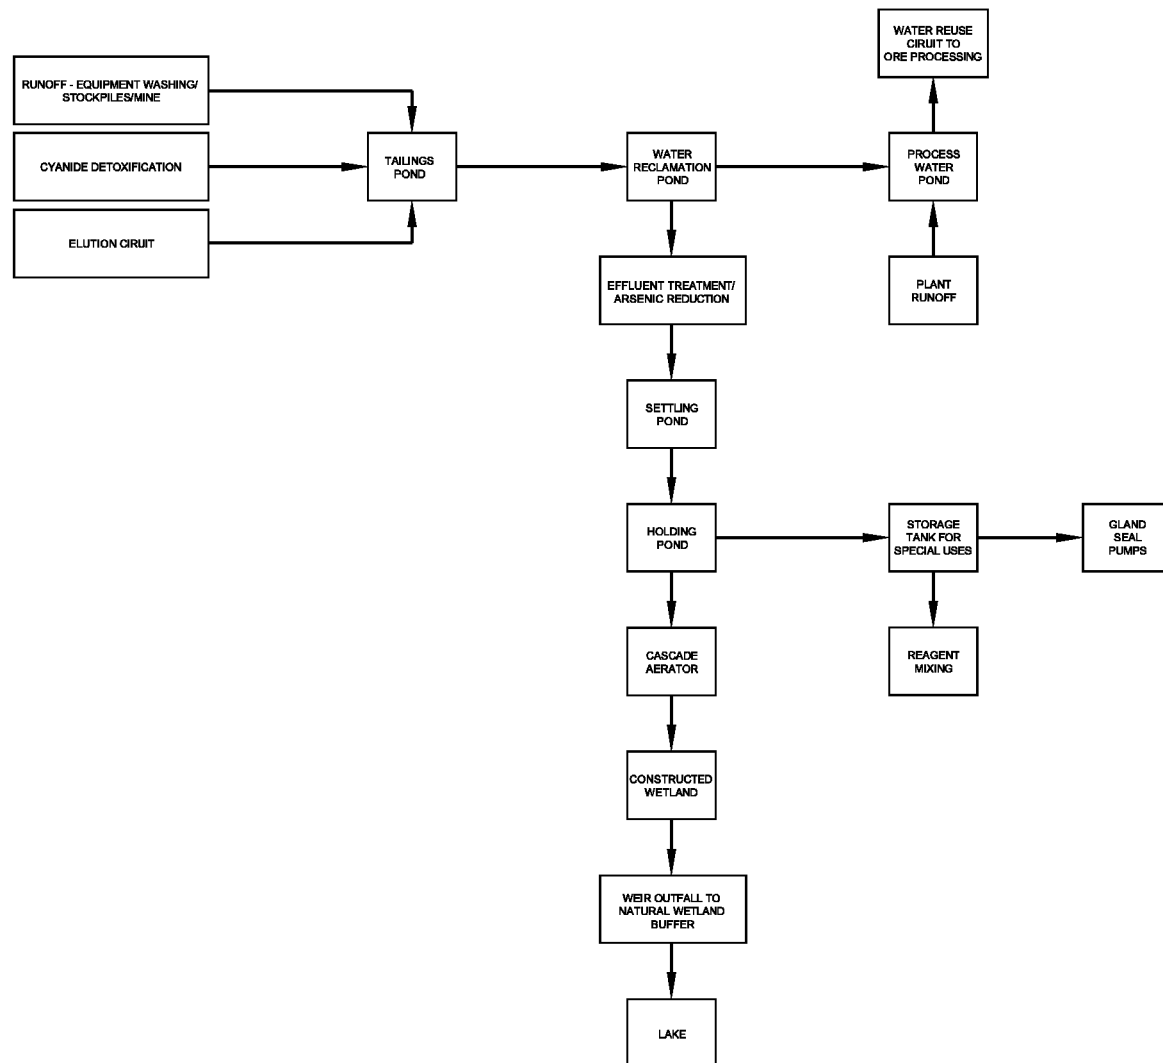 WATER REUSE
CIRUIT TO
ORE PROCESSING
RUNOFF - EQUIPMENT WASHING/
STOCKPILES/MINE
CYANIDE DETOXIFICATION
TAILINGS
POND
WATER
RECLAMATION
POND
PROCESS
WATER
POND
ELUTION CIRUIT
EFFLUENT TREATMENT/
ARSENIC REDUCTION
PLANT
RUNOFF
SETTLING
POND
HOLDING
POND
STORAGE
TANK FOR
SPECIAL USES
GLAND
SEAL
PUMPS
CASCADE
AERATOR
REAGENT
MIXING
CONSTRUCTED
WETLAND
WEIR OUTFALL TO
NATURAL WETLAND
BUFFER
LAKE